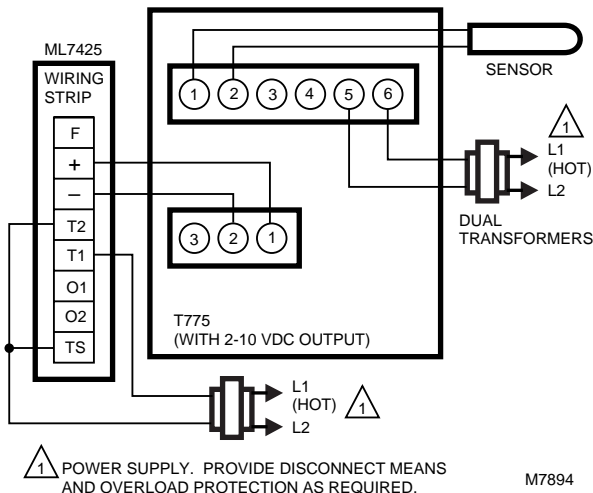 ML7425
WIRING
STRIP
F
+
–
T2
T1
O1
O2
TS
1 2 3 4 5 6
SENSOR
1
L1
(HOT)
L2
DUAL
TRANSFORMERS
3 2 1
T775
(WITH 2-10 VDC OUTPUT)
L1
(HOT)
1
L2
1 POWER SUPPLY. PROVIDE DISCONNECT MEANS
AND OVERLOAD PROTECTION AS REQUIRED.
M7894